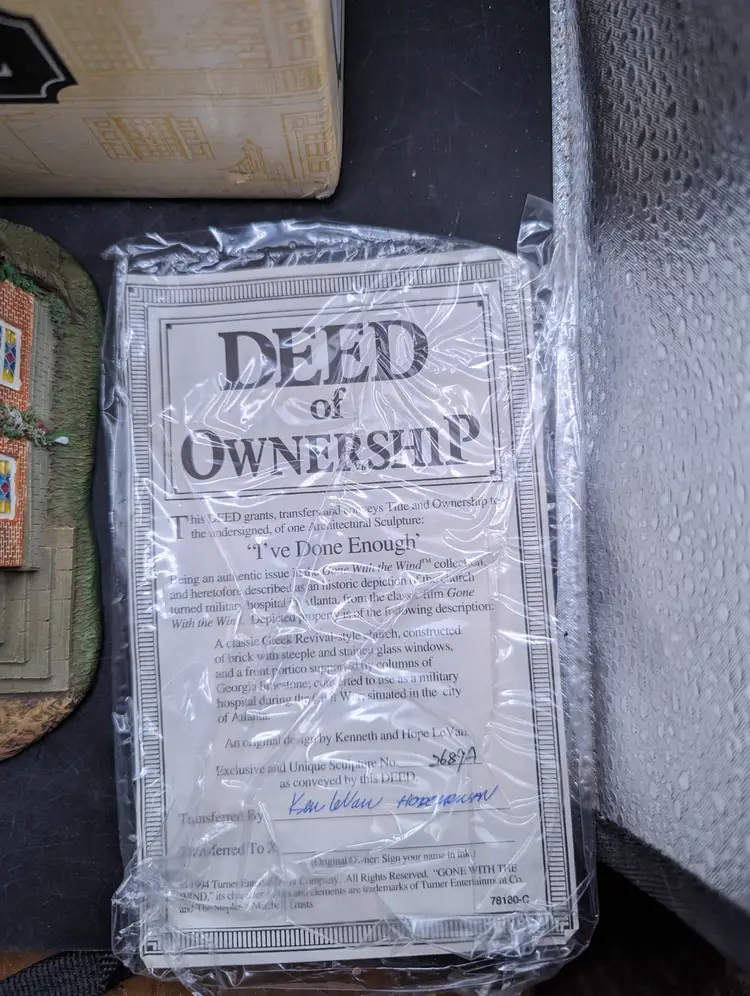 DEED
of
OWNERSHIP
This DEED grants, transfers and conveys Title and Ownership to
the undersigned, of one Architectural Sculpture:
"I've Done Enough"
Being an authentic issue in the Gone With the Wind™ collection,
and heretofore described as an historic depiction of the church
turned military hospital in Atlanta, from the classic film Gone
With the Wind. Depicted property is of the following description:
A classic Greek Revival-style church, constructed
of brick with steeple and stained glass windows,
and a front portico supported by columns of
Georgia limestone; converted to use as a military
hospital during the Civil War, situated in the city
of Atlanta.
An original design by Kenneth and Hope LeVan
Exclusive and Unique Sculpture No. 5689A
as conveyed by this DEED.
Transferred By Ken LeVan
Transferred To X
(Original Owner: Sign your name in ink)
1994 Turner Entertainment Company. All Rights Reserved. "GONE WITH THE
WIND," its characters and elements are trademarks of Turner Entertainment Co.
and The Stephens Mitchell Trusts.
78180-C